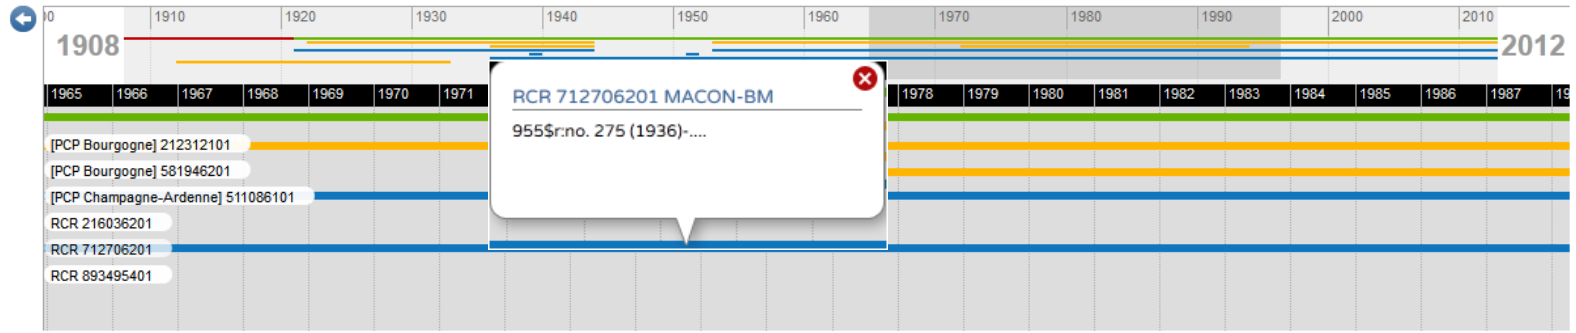 00 1910 1920 1930 1940 1950 1960 1970 1980 1990 2000 2010
1908 2012
1965 1966 1967 1968 1969 1970 1971 1978 1979 1980 1981 1982 1983 1984 1985 1986 1987 19
RCR 712706201 MACON-BM
955$r:no. 275 (1936)-....
[PCP Bourgogne] 212312101
[PCP Bourgogne] 581946201
[PCP Champagne-Ardenne] 511086101
RCR 216036201
RCR 712706201
RCR 893495401